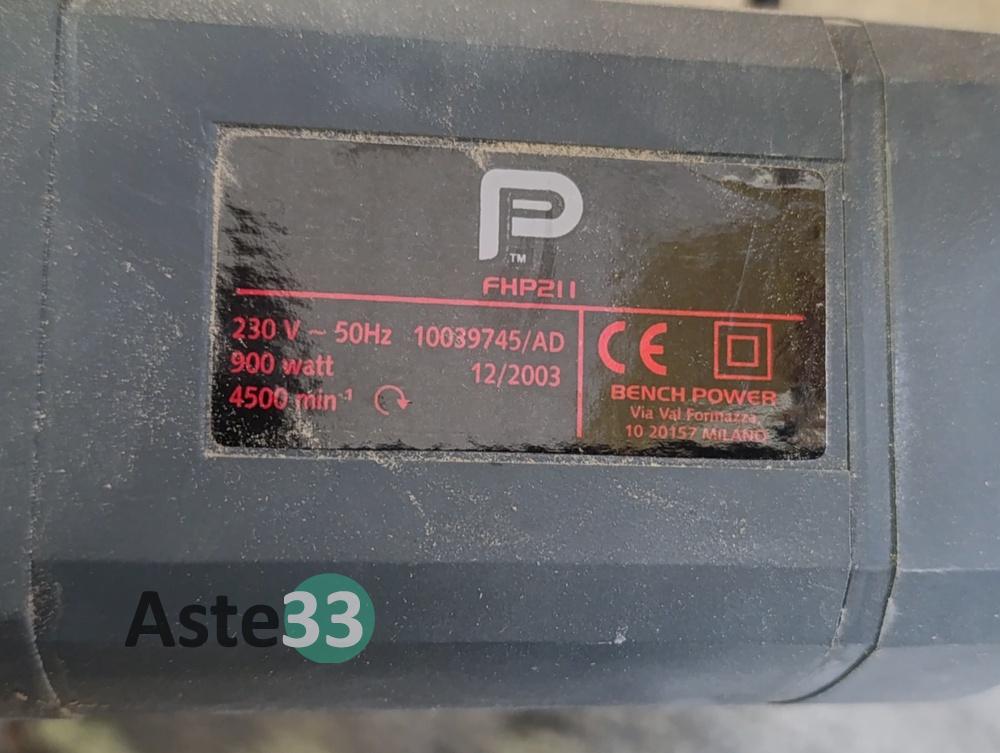 P
TM
FHP211
230 V ~ 50Hz 10039745/AD
900 watt 12/2003
4500 min⁻¹
CE
BENCH POWER
Via Val Formazza,
10 20157 MILANO
Aste33